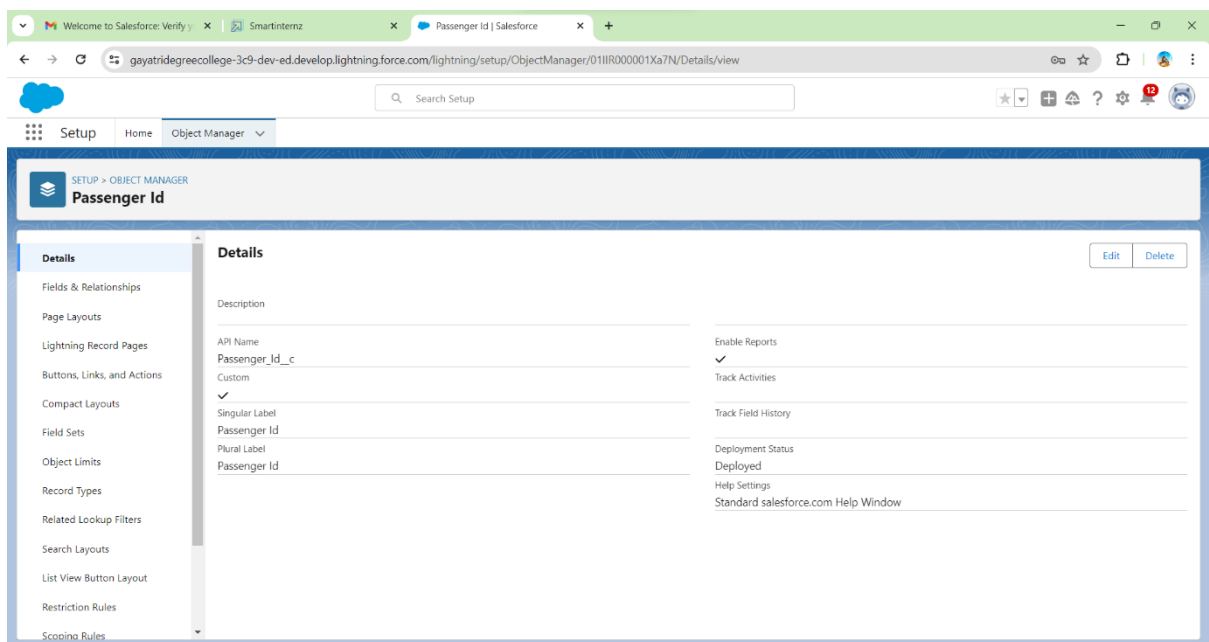 Welcome to Salesforce: Verify y
Smartinternz
Passenger Id | Salesforce
gayatridegreecollege-3c9-dev-ed.develop.lightning.force.com/lightning/setup/ObjectManager/01IIR000001Xa7N/Details/view
Search Setup
12
Setup Home Object Manager
SETUP > OBJECT MANAGER
Passenger Id
Details
Fields & Relationships
Page Layouts
Lightning Record Pages
Buttons, Links, and Actions
Compact Layouts
Field Sets
Object Limits
Record Types
Related Lookup Filters
Search Layouts
List View Button Layout
Restriction Rules
Scoping Rules
Details
Edit Delete
Description
API Name
Passenger_Id__c
Custom
Singular Label
Passenger Id
Plural Label
Passenger Id
Enable Reports
Track Activities
Track Field History
Deployment Status
Deployed
Help Settings
Standard salesforce.com Help Window